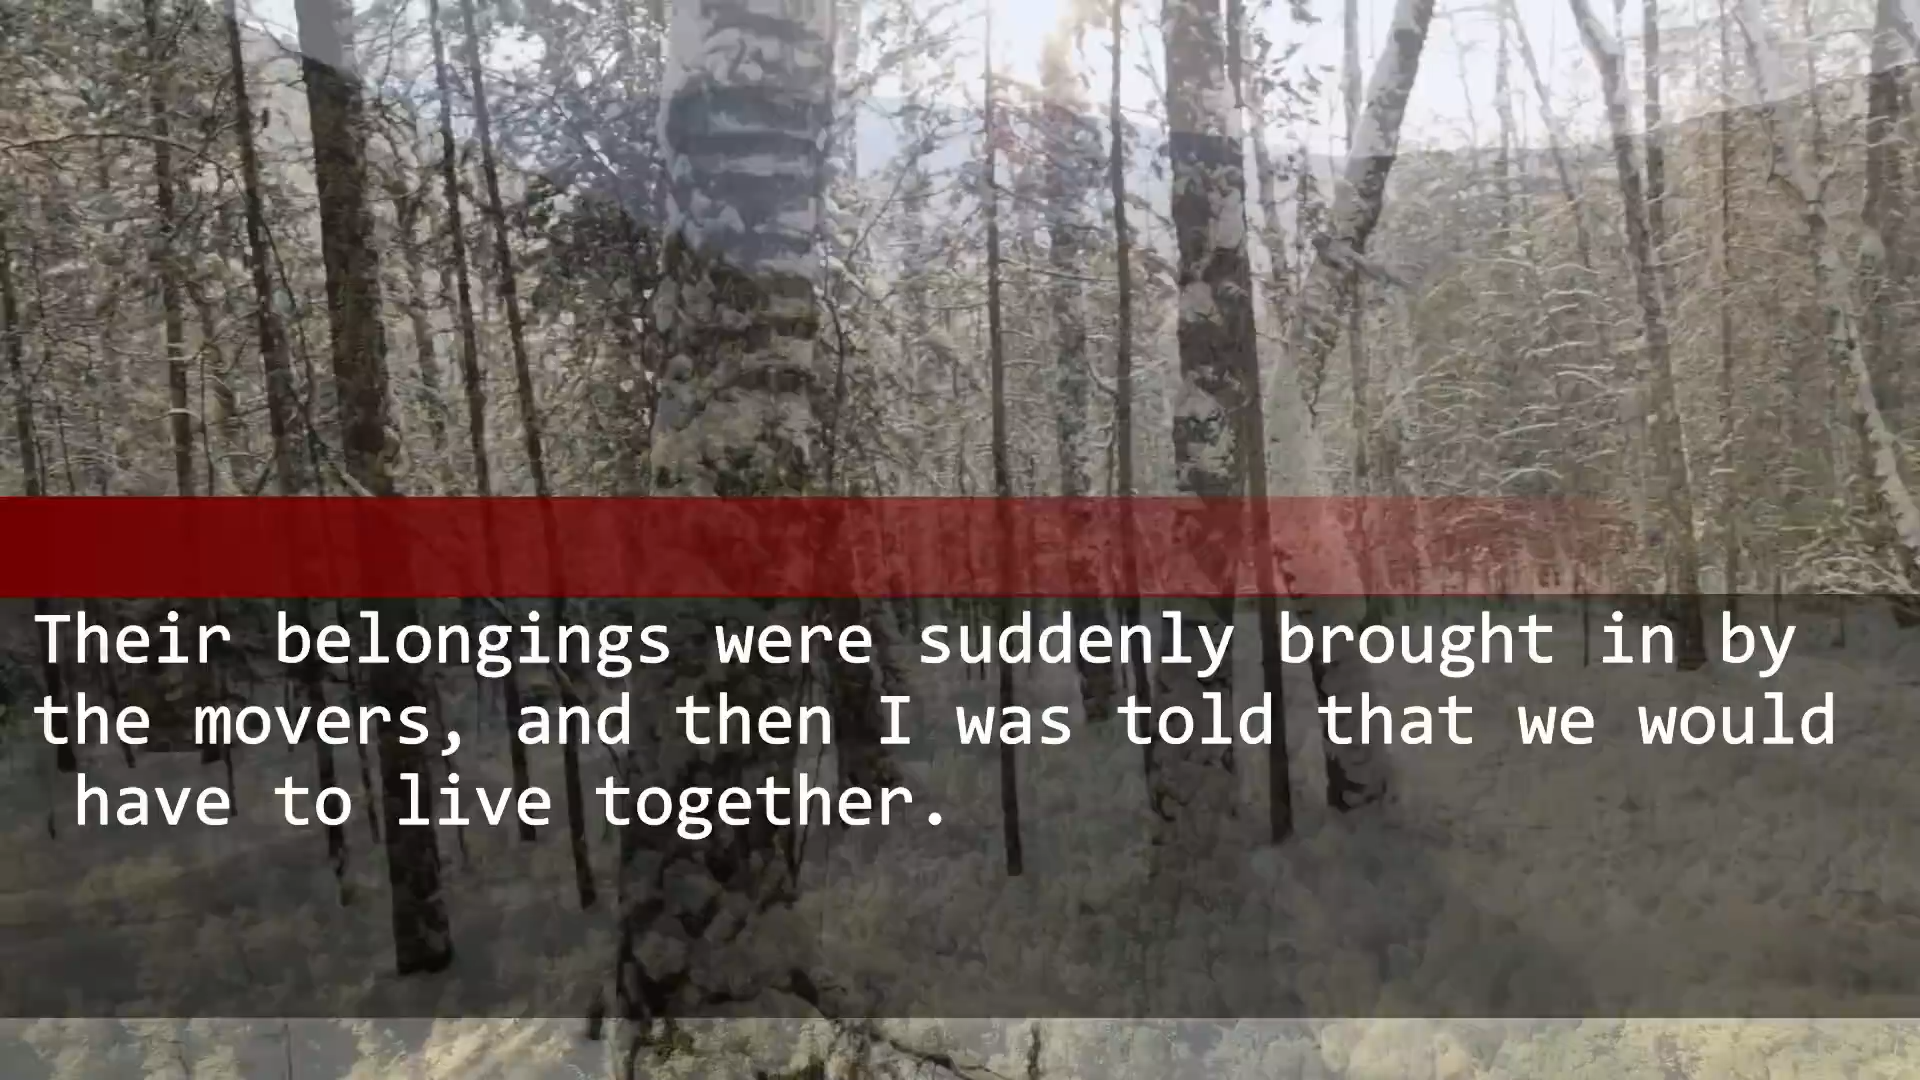 Their belongings were suddenly brought in by
the movers, and then I was told that we would
have to live together.